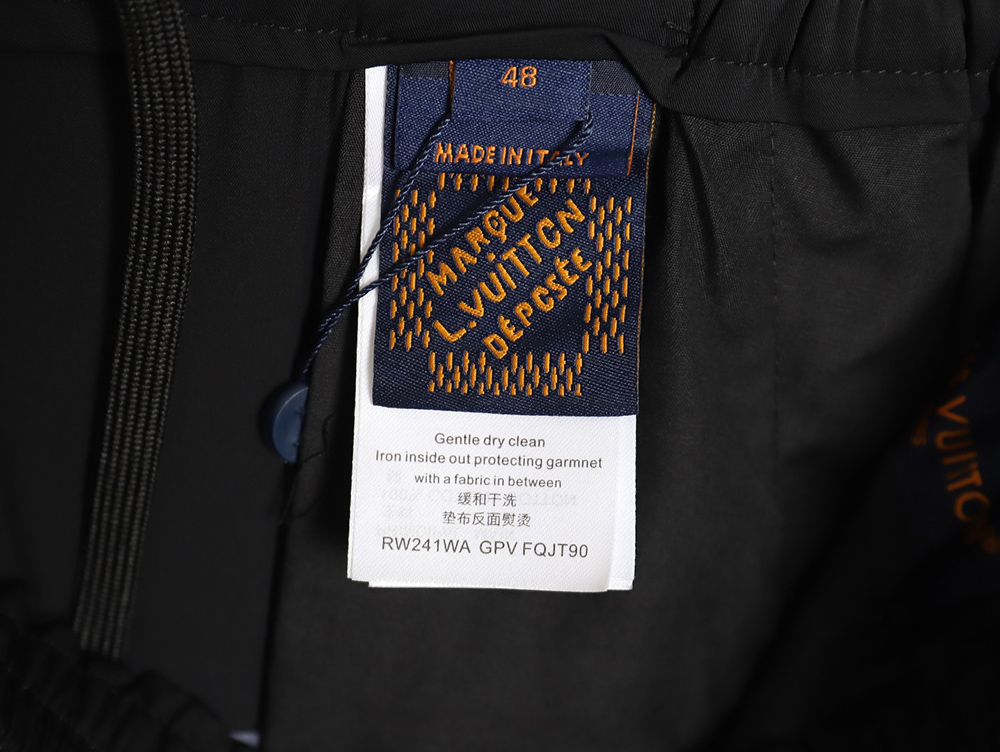 48
MADE IN ITALY
MARQUE
L.VUITTON
DÉPOSÉE
Gentle dry clean
Iron inside out protecting garmnet
with a fabric in between
缓和干洗
垫布反面熨烫
RW241WA GPV FQJT90
VUITTON